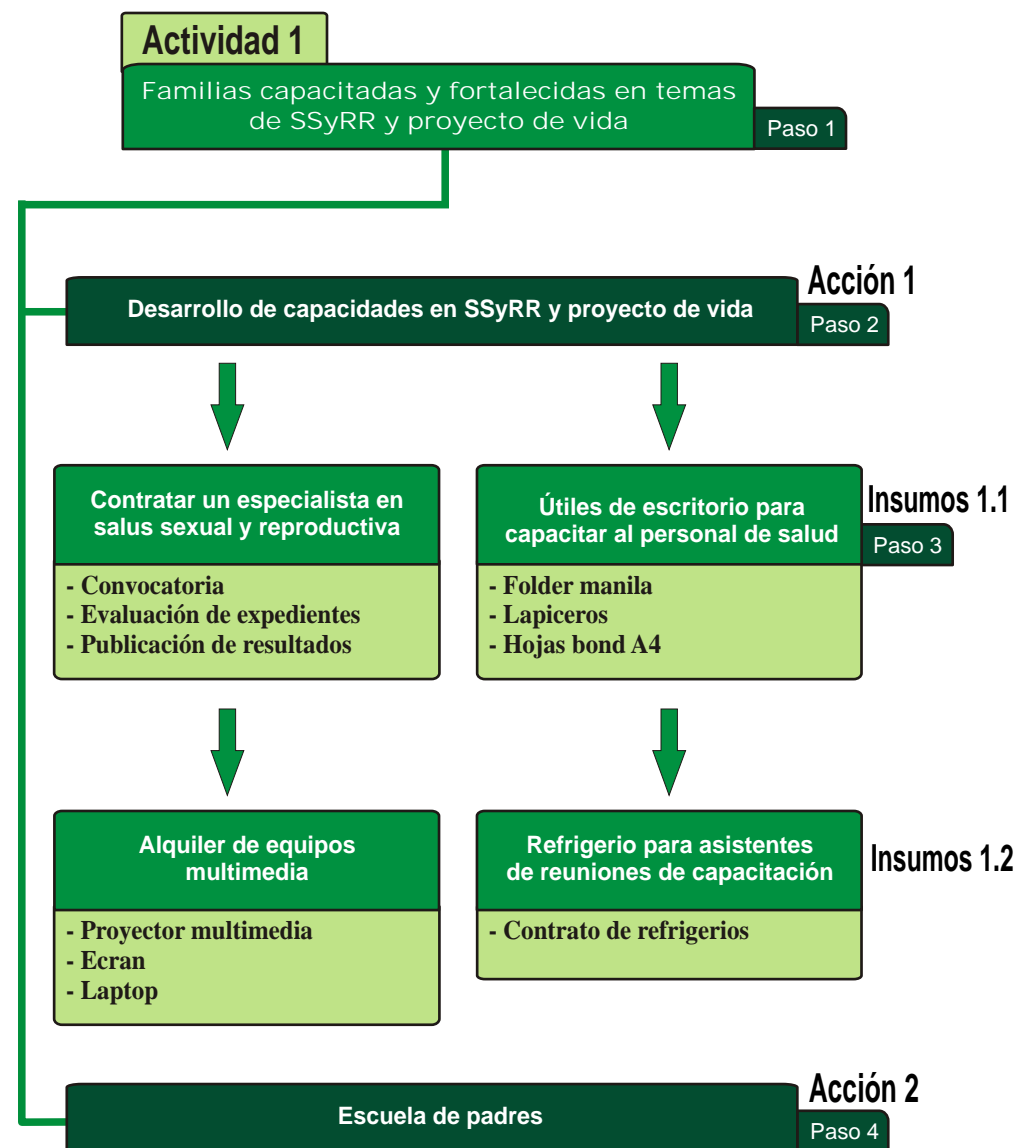 Actividad 1
Familias capacitadas y fortalecidas en temas
de SSyRR y proyecto de vida
Paso 1
Acción 1
Desarrollo de capacidades en SSyRR y proyecto de vida
Paso 2
Contratar un especialista en
salus sexual y reproductiva
- Convocatoria
- Evaluación de expedientes
- Publicación de resultados
Útiles de escritorio para
capacitar al personal de salud
Insumos 1.1
Paso 3
- Folder manila
- Lapiceros
- Hojas bond A4
Alquiler de equipos
multimedia
- Proyector multimedia
- Ecran
- Laptop
Refrigerio para asistentes
de reuniones de capacitación
Insumos 1.2
- Contrato de refrigerios
Acción 2
Escuela de padres
Paso 4